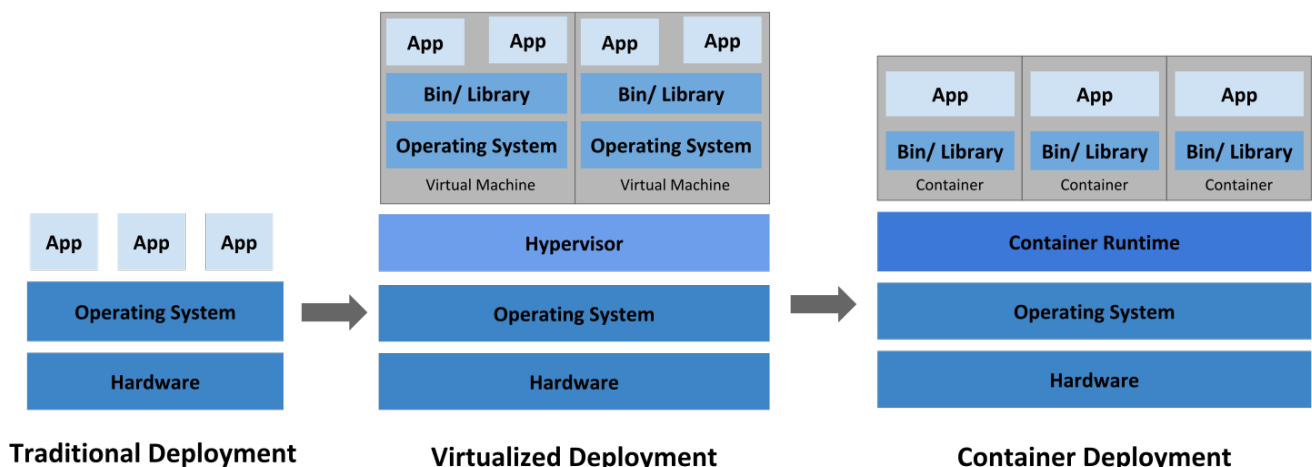 App App App
Operating System
Hardware
Traditional Deployment
App App App App
Bin/ Library Bin/ Library
Operating System Operating System
Virtual Machine Virtual Machine
Hypervisor
Operating System
Hardware
Virtualized Deployment
App App App
Bin/ Library Bin/ Library Bin/ Library
Container Container Container
Container Runtime
Operating System
Hardware
Container Deployment